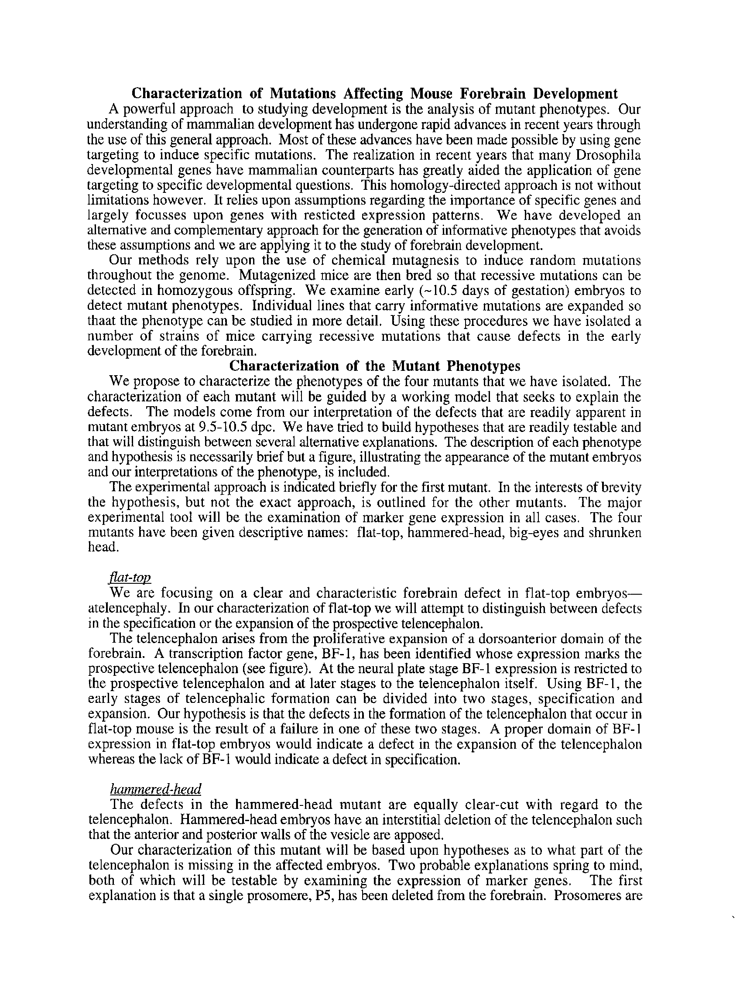 Characterization of Mutations Affecting Mouse Forebrain Development
A powerful approach to studying development is the analysis of mutant phenotypes. Our
understanding of mammalian development has undergone rapid advances in recent years through
the use of this general approach. Most of these advances have been made possible by using gene
targeting to induce specific mutations. The realization in recent years that many Drosophila
developmental genes have mammalian counterparts has greatly aided the application of gene
targeting to specific developmental questions. This homology-directed approach is not without
limitations however. It relies upon assumptions regarding the importance of specific genes and
largely focusses upon genes with resticted expression patterns. We have developed an
alternative and complementary approach for the generation of informative phenotypes that avoids
these assumptions and we are applying it to the study of forebrain development.
Our methods rely upon the use of chemical mutagnesis to induce random mutations
throughout the genome. Mutagenized mice are then bred so that recessive mutations can be
detected in homozygous offspring. We examine early (~10.5 days of gestation) embryos to
detect mutant phenotypes. Individual lines that carry informative mutations are expanded so
thaat the phenotype can be studied in more detail. Using these procedures we have isolated a
number of strains of mice carrying recessive mutations that cause defects in the early
development of the forebrain.
Characterization of the Mutant Phenotypes
We propose to characterize the phenotypes of the four mutants that we have isolated. The
characterization of each mutant will be guided by a working model that seeks to explain the
defects. The models come from our interpretation of the defects that are readily apparent in
mutant embryos at 9.5-10.5 dpc. We have tried to build hypotheses that are readily testable and
that will distinguish between several alternative explanations. The description of each phenotype
and hypothesis is necessarily brief but a figure, illustrating the appearance of the mutant embryos
and our interpretations of the phenotype, is included.
The experimental approach is indicated briefly for the first mutant. In the interests of brevity
the hypothesis, but not the exact approach, is outlined for the other mutants. The major
experimental tool will be the examination of marker gene expression in all cases. The four
mutants have been given descriptive names: flat-top, hammered-head, big-eyes and shrunken
head.
flat-top
We are focusing on a clear and characteristic forebrain defect in flat-top embryos—
atelencephaly. In our characterization of flat-top we will attempt to distinguish between defects
in the specification or the expansion of the prospective telencephalon.
The telencephalon arises from the proliferative expansion of a dorsoanterior domain of the
forebrain. A transcription factor gene, BF-1, has been identified whose expression marks the
prospective telencephalon (see figure). At the neural plate stage BF-1 expression is restricted to
the prospective telencephalon and at later stages to the telencephalon itself. Using BF-1, the
early stages of telencephalic formation can be divided into two stages, specification and
expansion. Our hypothesis is that the defects in the formation of the telencephalon that occur in
flat-top mouse is the result of a failure in one of these two stages. A proper domain of BF-1
expression in flat-top embryos would indicate a defect in the expansion of the telencephalon
whereas the lack of BF-1 would indicate a defect in specification.
hammered-head
The defects in the hammered-head mutant are equally clear-cut with regard to the
telencephalon. Hammered-head embryos have an interstitial deletion of the telencephalon such
that the anterior and posterior walls of the vesicle are apposed.
Our characterization of this mutant will be based upon hypotheses as to what part of the
telencephalon is missing in the affected embryos. Two probable explanations spring to mind,
both of which will be testable by examining the expression of marker genes. The first
explanation is that a single prosomere, P5, has been deleted from the forebrain. Prosomeres are